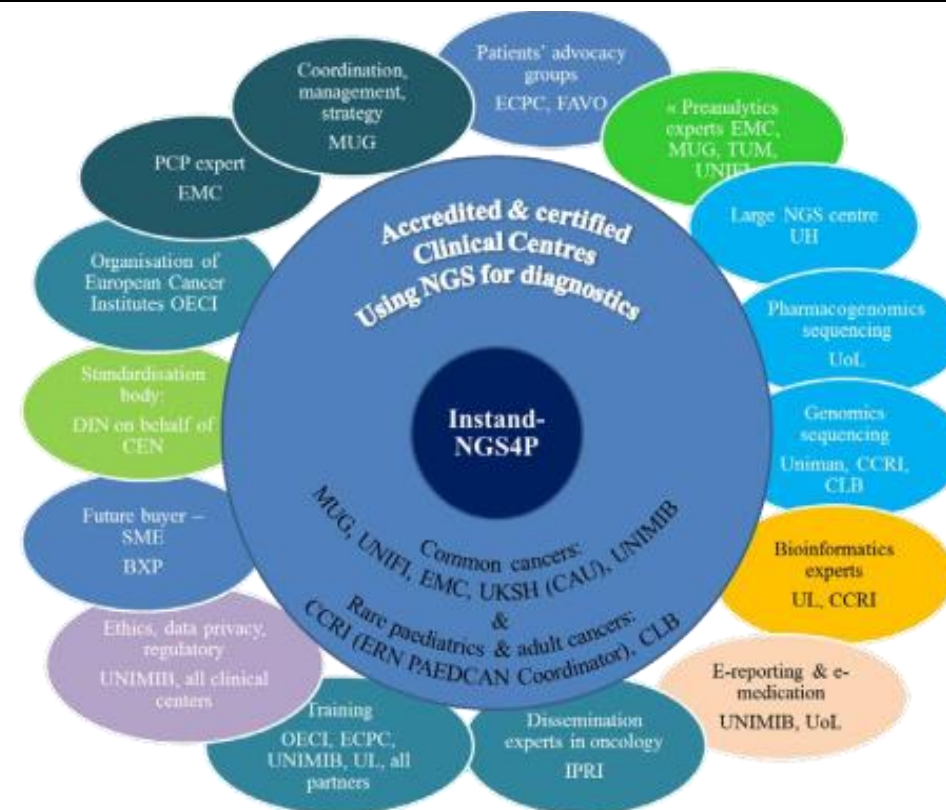 Patients' advocacy
groups
ECPC, FAVO
« Preanalytics
experts EMC,
MUG, TUM,
UNIFI
Large NGS centre
UH
Pharmacogenomics
sequencing
UoL
Genomics
sequencing
Uniman, CCRI,
CLB
Bioinformatics
experts
UL, CCRI
E-reporting & e-
medication
UNIMIB, UoL
Dissemination
experts in oncology
IPRI
Training
OECI, ECPC,
UNIMIB, UL, all
partners
Ethics, data privacy,
regulatory
UNIMIB, all clinical
centers
Future buyer –
SME
BXP
Standardisation
body:
DIN on behalf of
CEN
Organisation of
European Cancer
Institutes OECI
PCP expert
EMC
Coordination,
management,
strategy
MUG
Accredited & certified
Clinical Centres
Using NGS for diagnostics
Instand-
NGS4P
Common cancers:
MUG, UNIFI, EMC, UKSH (CAU), UNIMIB
&
Rare paediatrics & adult cancers:
CCRI (ERN PAEDCAN Coordinator), CLB